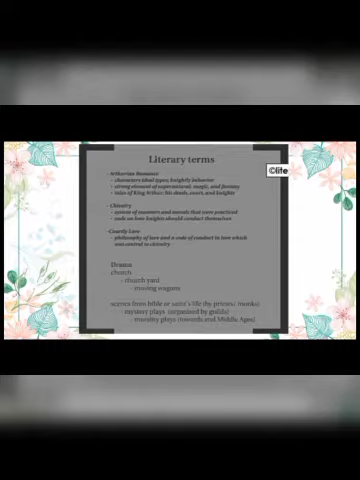 Literary terms
©lite
-Arthurian Romance
- characters ideal types; knightly behavior
- strong element of supernatural, magic, and fantasy
- tales of King Arthur, his deeds, court, and knights
- Chivalry
- system of manners and morals that were practiced
- code on how knights should conduct themselves
-Courtly Love
- philosophy of love and a code of conduct in love which
was central to chivalry
Drama
church
- church yard
- moving wagons
scenes from bible or saint's life (by priests/ monks)
- mystery plays (organized by guilds)
- morality plays (towards end Middle Ages)